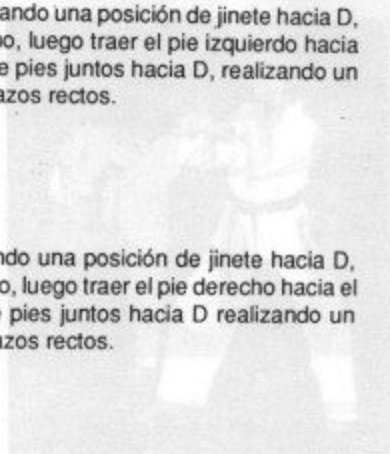 ando una posición de jinete hacia D,
o, luego traer el pie izquierdo hacia
e pies juntos hacia D, realizando un
azos rectos.
ndo una posición de jinete hacia D,
o, luego traer el pie derecho hacia el
pies juntos hacia D realizando un
azos rectos.